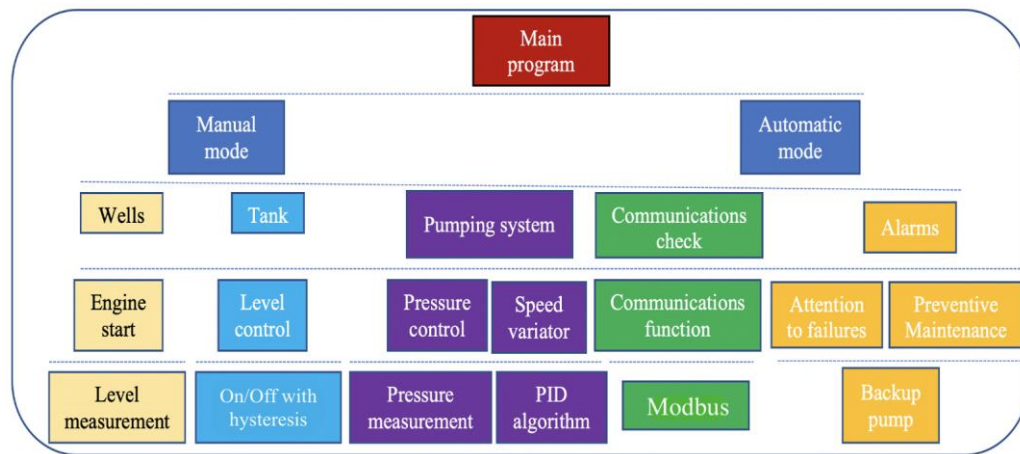 Main
program
Manual
mode
Automatic
mode
Wells
Tank
Pumping system
Communications
check
Alarms
Engine
start
Level
control
Pressure
control
Speed
variator
Communications
function
Attention
to failures
Preventive
Maintenance
Level
measurement
On/Off with
hysteresis
Pressure
measurement
PID
algorithm
Modbus
Backup
pump